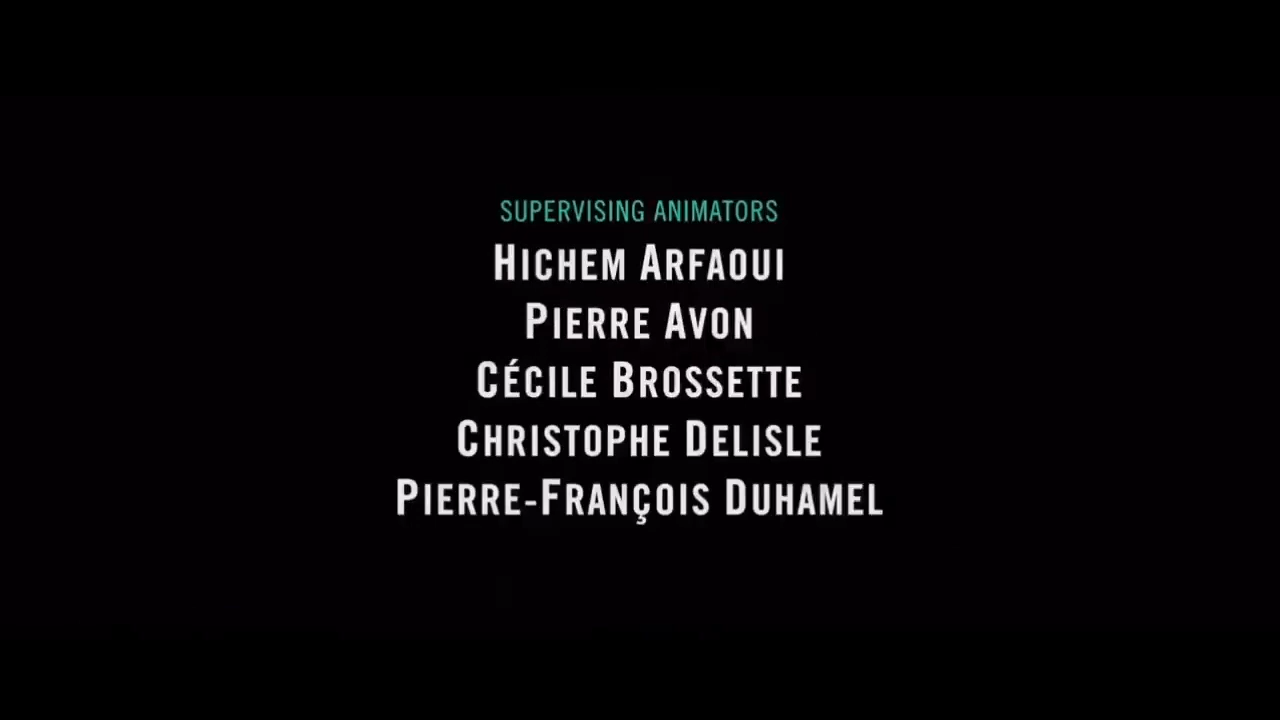 SUPERVISING ANIMATORS
HICHEM ARFAOUI
PIERRE AVON
CÉCILE BROSSETTE
CHRISTOPHE DELISLE
PIERRE-FRANÇOIS DUHAMEL